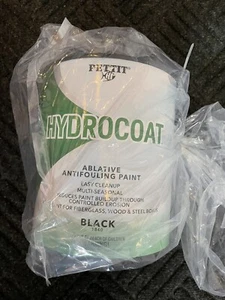 PETTIT
HYDROCOAT
ABLATIVE
ANTIFOULING PAINT
EASY CLEANUP
MULTI-SEASONAL
REDUCES PAINT BUILDUP THROUGH
CONTROLLED EROSION
FOR FIBERGLASS, WOOD & STEEL
BLACK
1840